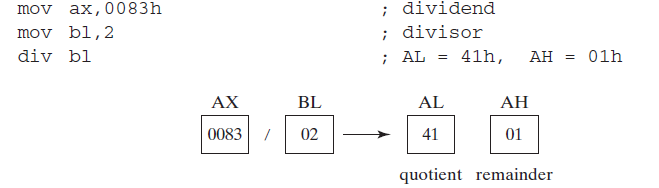 mov ax,0083h ; dividend
mov bl,2 ; divisor
div bl ; AL = 41h, AH = 01h
AX BL AL AH
0083 / 02 41 01
quotient remainder